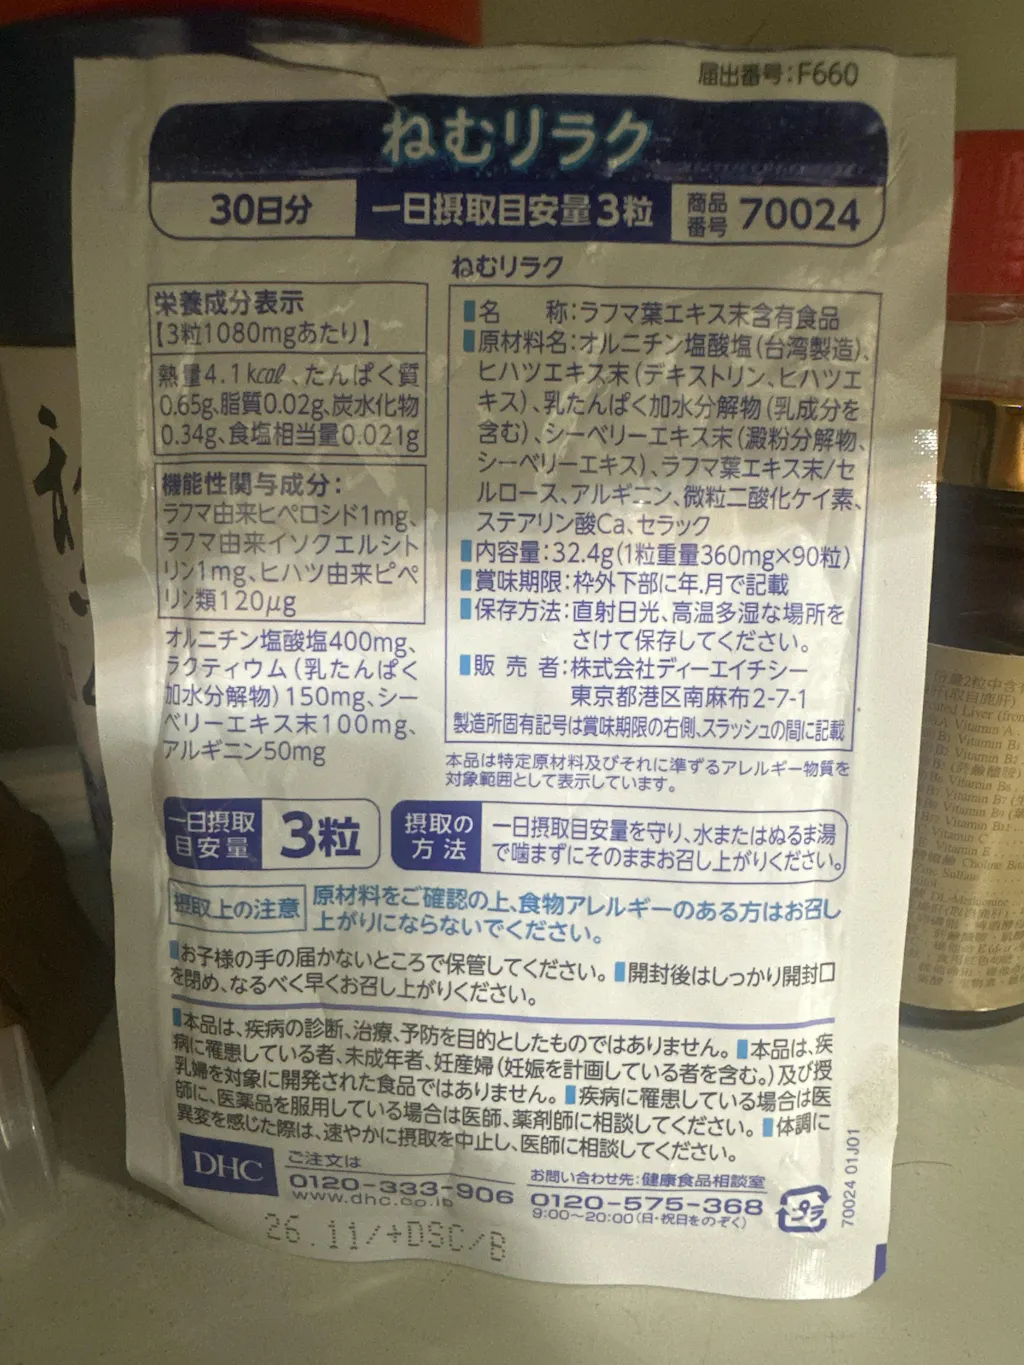 届出番号:F660
ねむリラク
30日分
一日摂取目安量3粒
商品
番号
70024
ねむリラク
栄養成分表示
【3粒1080mgあたり】
熱量4.1kcal、たんぱく質
0.65g、脂質0.02g、炭水化物
0.34g、食塩相当量0.021g
機能性関与成分:
ラフマ由来ヒペロシド1mg、
ラフマ由来イソクエルシト
リン1mg、ヒハツ由来ピペ
リン類120μg
オルニチン塩酸塩400mg、
ラクティウム(乳たんぱく
加水分解物)150mg、シー
ベリーエキス末100mg、
アルギニン50mg
名 称:ラフマ葉エキス末含有食品
原材料名:オルニチン塩酸塩(台湾製造)、
ヒハツエキス末(デキストリン、ヒハツエ
キス)、乳たんぱく加水分解物(乳成分を
含む)、シーベリーエキス末(澱粉分解物、
シーベリーエキス)、ラフマ葉エキス末/セ
ルロース、アルギニン、微粒二酸化ケイ素、
ステアリン酸Ca、セラック
内容量:32.4g(1粒重量360mg×90粒)
賞味期限:枠外下部に年.月で記載
保存方法:直射日光、高温多湿な場所を
さけて保存してください。
販売者:株式会社ディーエイチシー
東京都港区南麻布2-7-1
製造所固有記号は賞味期限の右側、スラッシュの間に記載
本品は特定原材料及びそれに準ずるアレルギー物質を
対象範囲として表示しています。
一日摂取
目安量
3粒
摂取の
方法
一日摂取目安量を守り、水またはぬるま湯
で噛まずにそのままお召し上がりください。
摂取上の注意
原材料をご確認の上、食物アレルギーのある方はお召し
上がりにならないでください。
お子様の手の届かないところで保管してください。開封後はしっかり開封口
を閉め、なるべく早くお召し上がりください。
本品は、疾病の診断、治療、予防を目的としたものではありません。本品は、疾
病に罹患している者、未成年者、妊産婦(妊娠を計画している者を含む。)及び授
乳婦を対象に開発された食品ではありません。疾病に罹患している場合は医
師に、医薬品を服用している場合は医師、薬剤師に相談してください。体調に
異変を感じた際は、速やかに摂取を中止し、医師に相談してください。
DHC
ご注文は
0120-333-906
www.dhc.co.jp
お問い合わせ先:健康食品相談室
0120-575-368
9:00~20:00(日・祝日をのぞく)
プラ
70024 01J01
26.11/+DSC/B
Vitamin A
Vitamin B1
Vitamin B2
Vitamin C
Vitamin E